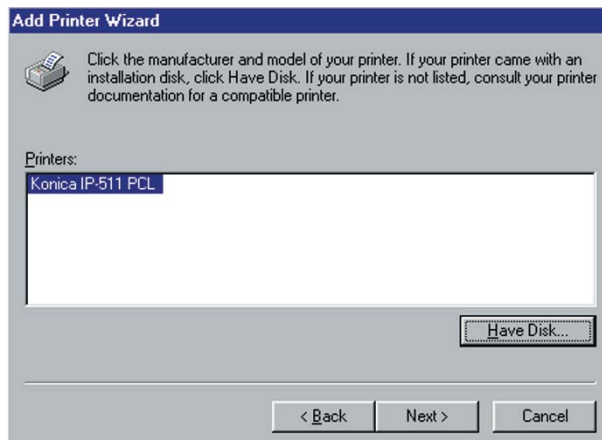 Add Printer Wizard
Click the manufacturer and model of your printer. If your printer came with an
installation disk, click Have Disk. If your printer is not listed, consult your printer
documentation for a compatible printer.
Printers:
Konica IP-511 PCL
Have Disk...
< Back
Next >
Cancel